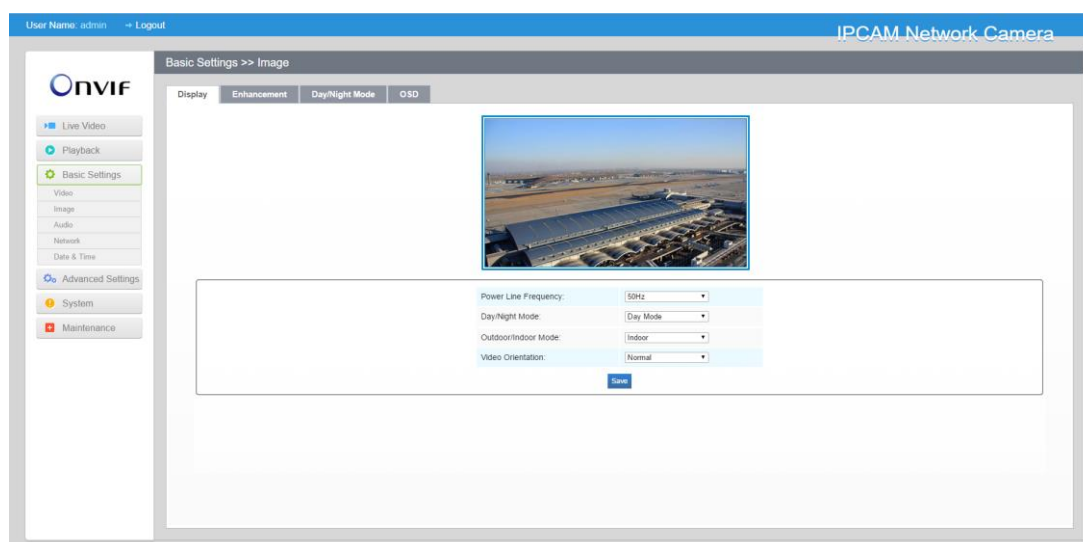 User Name: admin → Logout
IPCAM Network Camera
Basic Settings >> Image
Onvif
Display Enhancement Day/Night Mode OSD
Live Video
Playback
Basic Settings
Video
Image
Audio
Network
Date & Time
Advanced Settings
System
Maintenance
Power Line Frequency: 50Hz
Day/Night Mode: Day Mode
Outdoor/Indoor Mode: Indoor
Video Orientation: Normal
Save